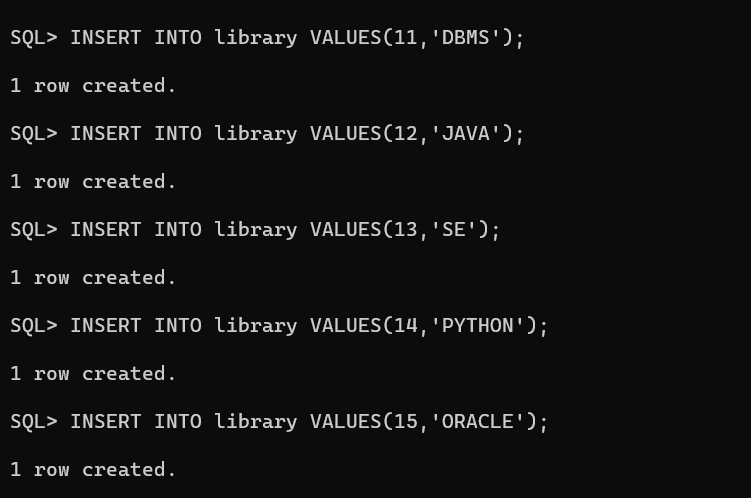 SQL> INSERT INTO library VALUES(11,'DBMS');
1 row created.
SQL> INSERT INTO library VALUES(12,'JAVA');
1 row created.
SQL> INSERT INTO library VALUES(13,'SE');
1 row created.
SQL> INSERT INTO library VALUES(14,'PYTHON');
1 row created.
SQL> INSERT INTO library VALUES(15,'ORACLE');
1 row created.